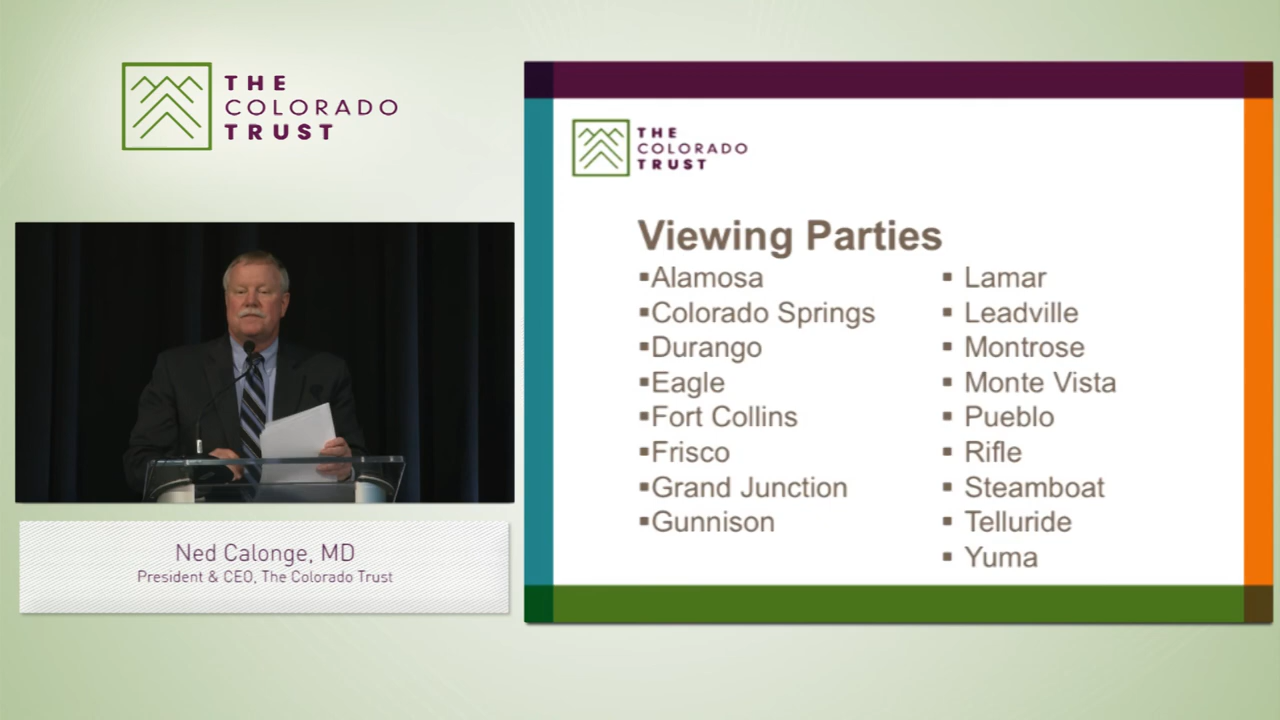 THE
COLORADO
TRUST
Ned Calonge, MD
President & CEO, The Colorado Trust
THE
COLORADO
TRUST
Viewing Parties
▪Alamosa
▪Colorado Springs
▪Durango
▪Eagle
▪Fort Collins
▪Frisco
▪Grand Junction
▪Gunnison
▪ Lamar
▪ Leadville
▪ Montrose
▪ Monte Vista
▪ Pueblo
▪ Rifle
▪ Steamboat
▪ Telluride
▪ Yuma